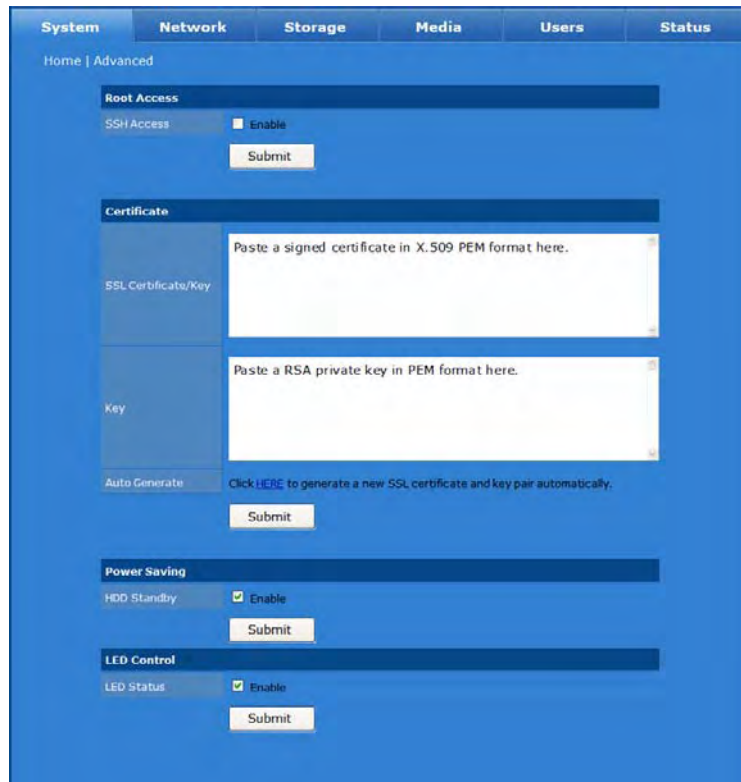 System Network Storage Media Users Status
Home | Advanced
Root Access
SSH Access Enable
Submit
Certificate
Paste a signed certificate in X.509 PEM format here.
SSL Certificate/Key
Paste a RSA private key in PEM format here.
Key
Auto Generate Click HERE to generate a new SSL certificate and key pair automatically.
Submit
Power Saving
HDD Standby Enable
Submit
LED Control
LED Status Enable
Submit